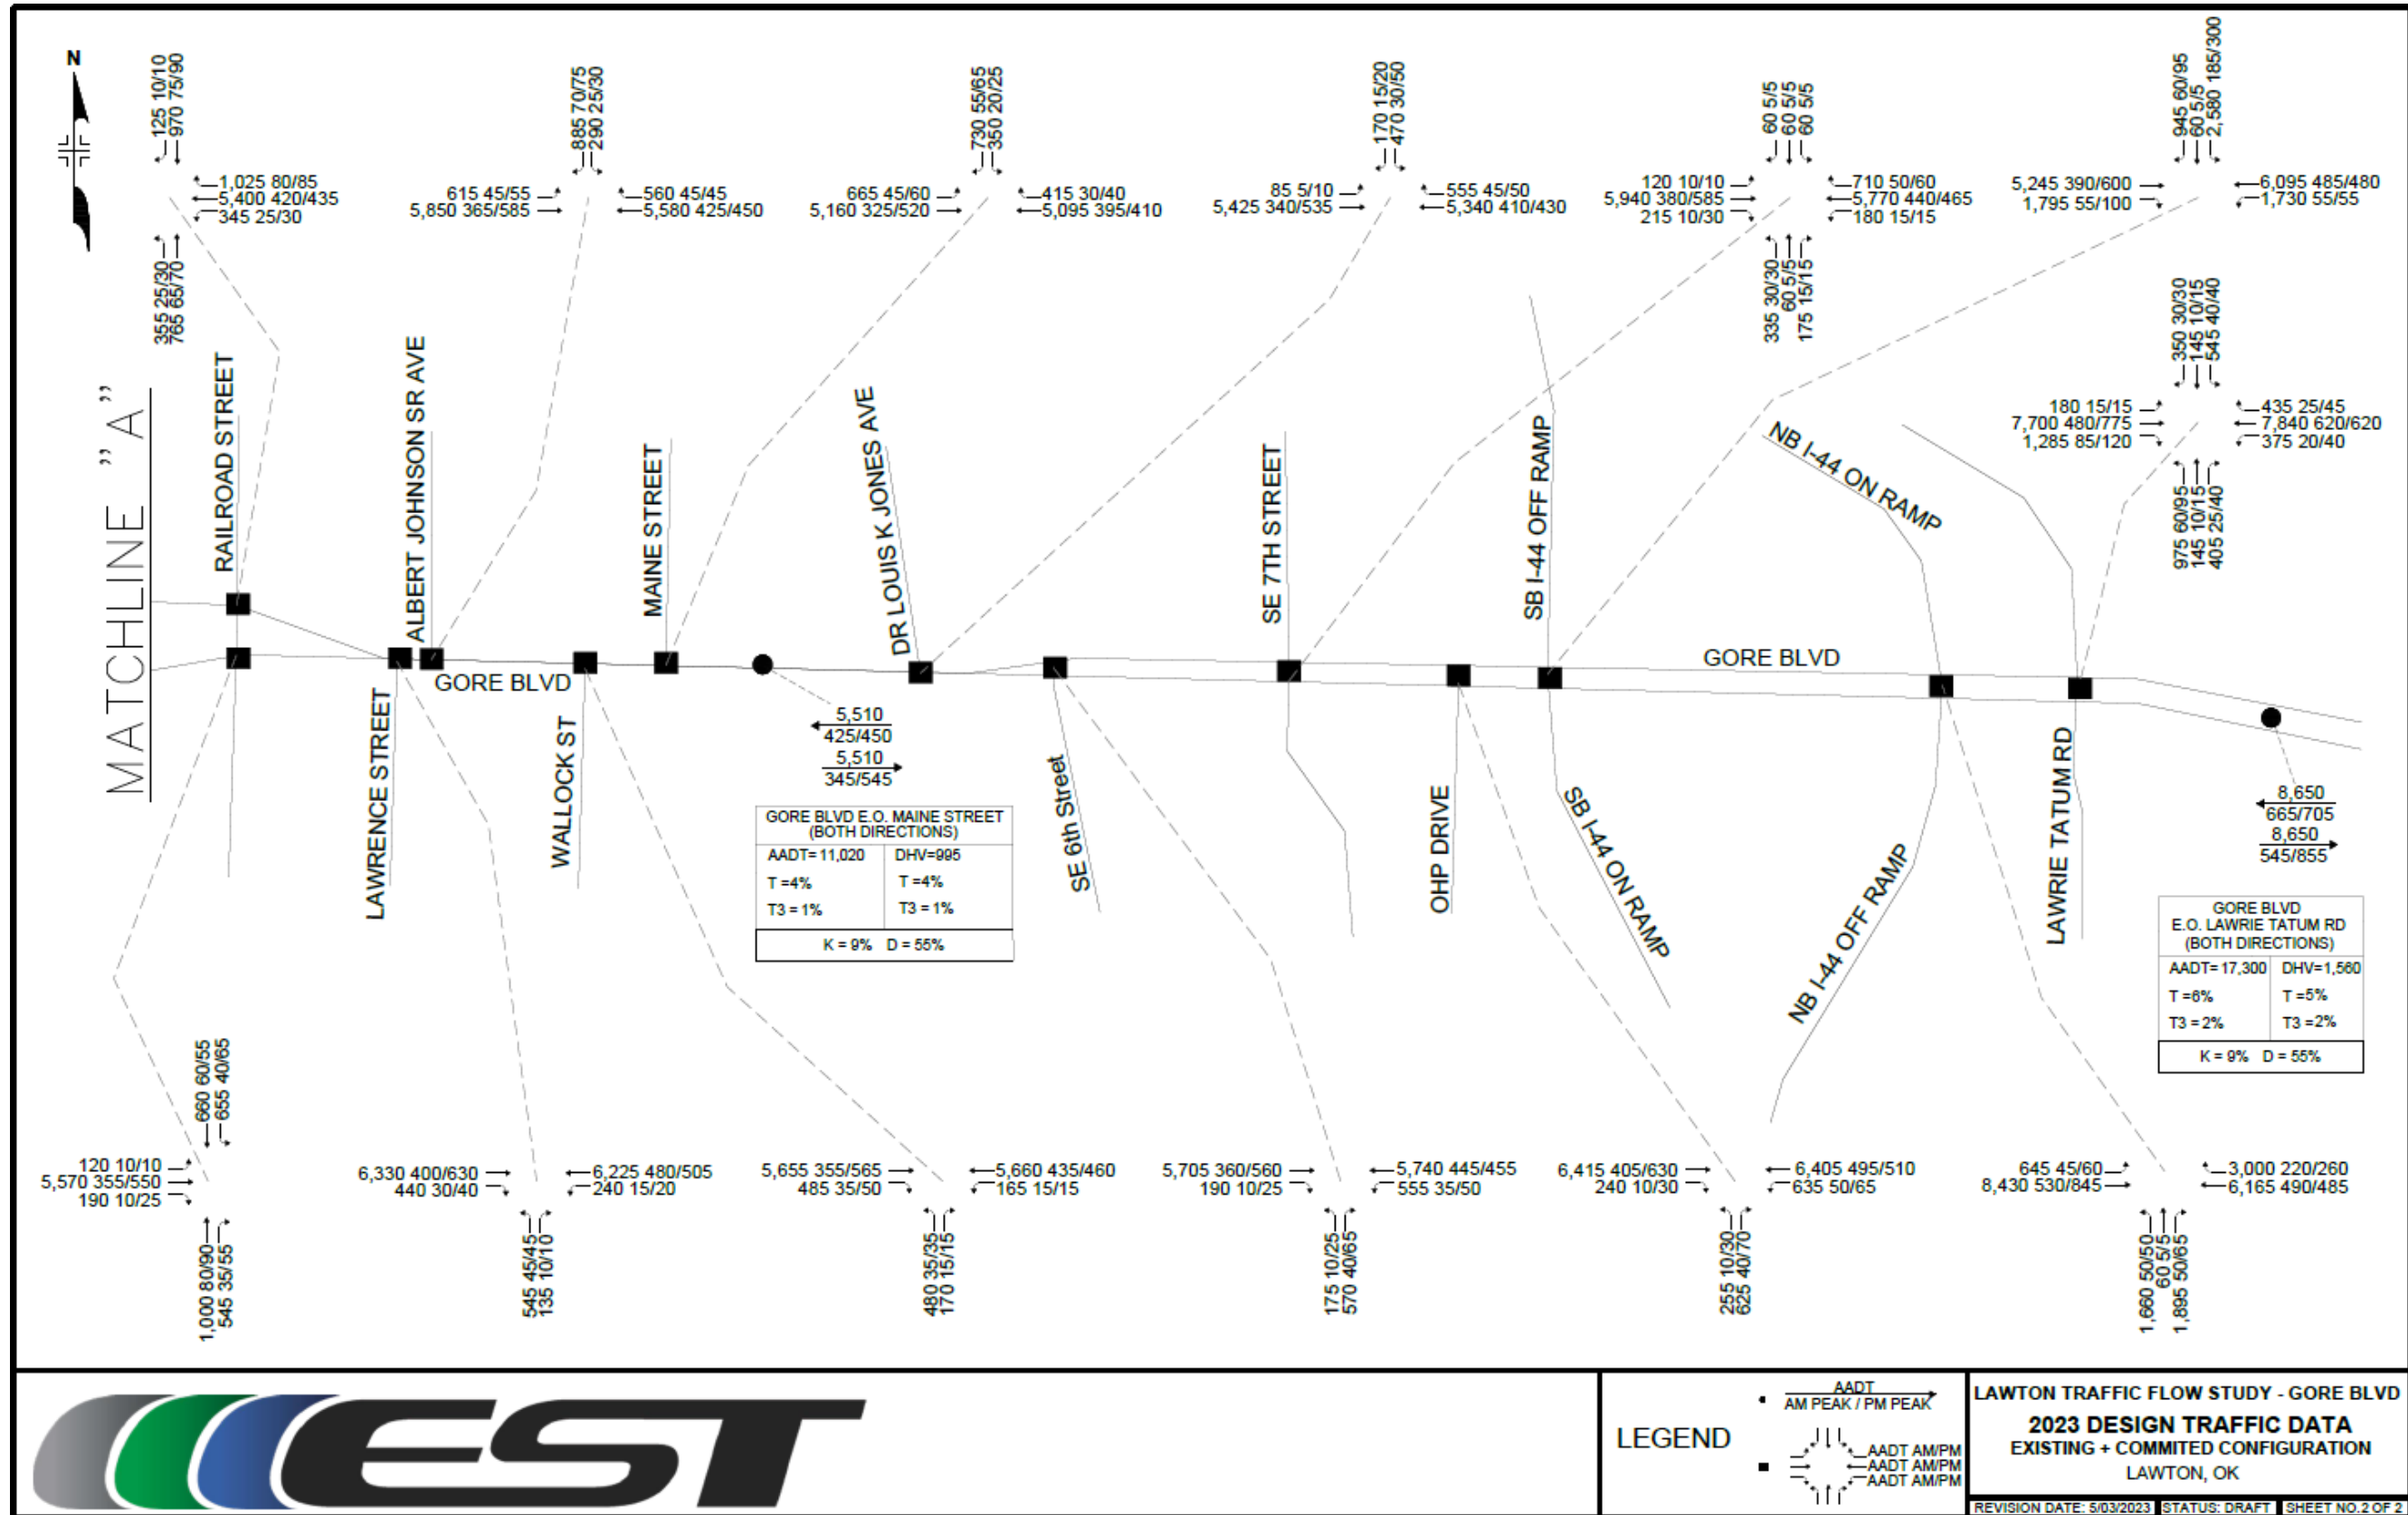 N
125 10/10
970 75/90
1,025 80/85
5,400 420/435
345 25/30
355 25/30
765 65/70
885 70/75
290 25/30
615 45/55
5,850 365/585
560 45/45
5,580 425/450
730 55/65
350 20/25
665 45/60
5,160 325/520
415 30/40
5,095 395/410
170 15/20
470 30/50
85 5/10
5,425 340/535
555 45/50
5,340 410/430
60 5/5
60 5/5
60 5/5
120 10/10
5,940 380/585
215 10/30
710 50/60
5,770 440/465
180 15/15
335 30/30
60 5/5
175 15/15
945 60/95
60 5/5
2,580 185/300
5,245 390/600
1,795 55/100
6,095 485/480
1,730 55/55
350 30/30
145 10/15
545 40/40
180 15/15
7,700 480/775
1,285 85/120
435 25/45
7,840 620/620
375 20/40
975 60/95
145 10/15
405 25/40
MATCHLINE "A"
RAILROAD STREET
ALBERT JOHNSON SR AVE
MAINE STREET
DR LOUIS K JONES AVE
SE 7TH STREET
SB I-44 OFF RAMP
NB I-44 ON RAMP
GORE BLVD
GORE BLVD
LAWRENCE STREET
WALLOCK ST
SE 6th Street
OHP DRIVE
SB I-44 ON RAMP
NB I-44 OFF RAMP
LAWRIE TATUM RD
5,510
425/450
5,510
345/545
GORE BLVD E.O. MAINE STREET
(BOTH DIRECTIONS)
AADT= 11,020 DHV=995
T =4% T =4%
T3 = 1% T3 = 1%
K = 9% D = 55%
8,650
665/705
8,650
545/855
GORE BLVD
E.O. LAWRIE TATUM RD
(BOTH DIRECTIONS)
AADT= 17,300 DHV=1,560
T =6% T =5%
T3 = 2% T3 =2%
K = 9% D = 55%
660 60/55
655 40/65
120 10/10
5,570 355/550
190 10/25
1,000 80/90
545 35/55
6,330 400/630
440 30/40
6,225 480/505
240 15/20
545 45/45
135 10/10
5,655 355/565
485 35/50
5,660 435/460
165 15/15
480 35/35
170 15/15
5,705 360/560
190 10/25
5,740 445/455
555 35/50
175 10/25
570 40/65
6,415 405/630
240 10/30
6,405 495/510
635 50/65
255 10/30
625 40/70
645 45/60
8,430 530/845
3,000 220/260
6,165 490/485
1,660 50/50
60 5/5
1,895 50/65
EST
LEGEND
AADT
AM PEAK / PM PEAK
AADT AM/PM
AADT AM/PM
AADT AM/PM
LAWTON TRAFFIC FLOW STUDY - GORE BLVD
2023 DESIGN TRAFFIC DATA
EXISTING + COMMITED CONFIGURATION
LAWTON, OK
REVISION DATE: 5/03/2023 STATUS: DRAFT SHEET NO.2 OF 2